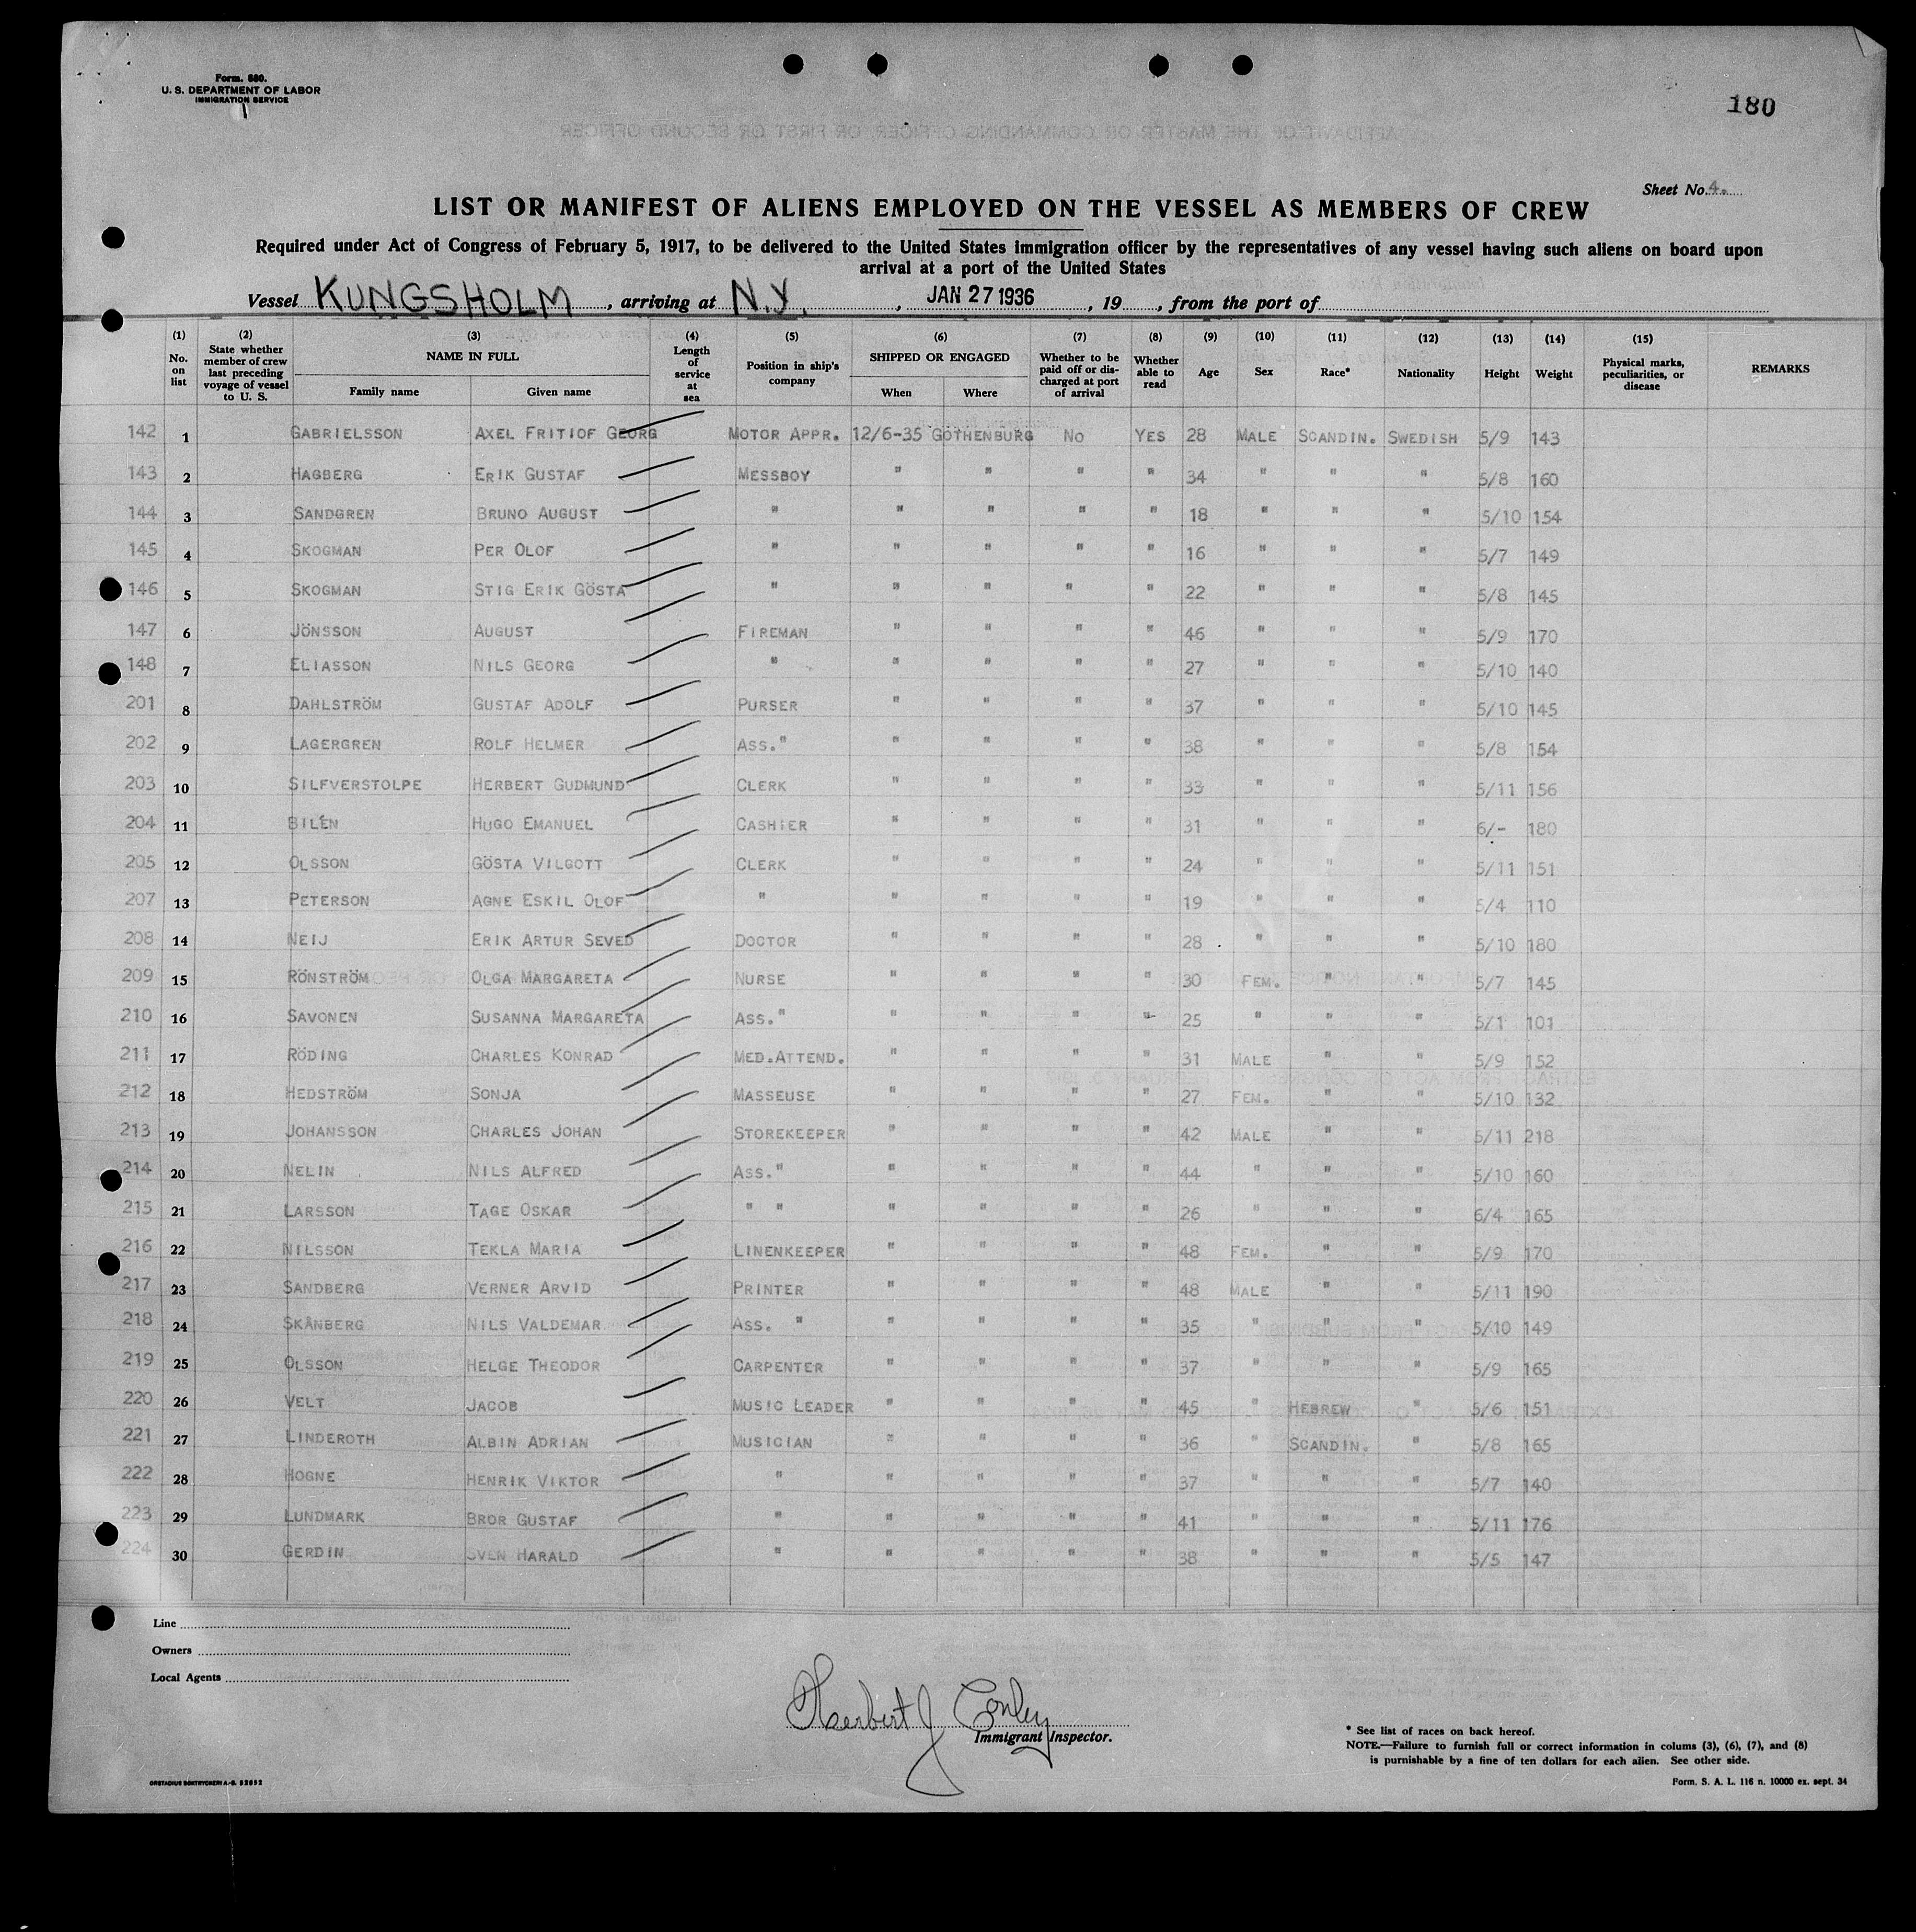 Form. 680.
U. S. DEPARTMENT OF LABOR
IMMIGRATION SERVICE
180
Sheet No. 4.
LIST OR MANIFEST OF ALIENS EMPLOYED ON THE VESSEL AS MEMBERS OF CREW
Required under Act of Congress of February 5, 1917, to be delivered to the United States immigration officer by the representatives of any vessel having such aliens on board upon
arrival at a port of the United States
Vessel KUNGSHOLM, arriving at N.Y., JAN 27 1936, 19, from the port of
(1) No. on list (2) State whether member of crew last preceding voyage of vessel to U. S. (3) NAME IN FULL Family name Given name (4) Length of service at sea (5) Position in ship's company (6) SHIPPED OR ENGAGED When Where (7) Whether to be paid off or discharged at port of arrival (8) Whether able to read (9) Age (10) Sex (11) Race* (12) Nationality (13) Height (14) Weight (15) Physical marks, peculiarities, or disease REMARKS
142 1 GABRIELSSON AXEL FRITIOF GEORG MOTOR APPR. 12/6-35 GOTHENBURG NO YES 28 MALE SCANDIN. SWEDISH 5/9 143
143 2 HAGBERG ERIK GUSTAF MESSBOY " " " " 34 " " " 5/8 160
144 3 SANDGREN BRUNO AUGUST " " " " " 18 " " " 5/10 154
145 4 SKOGMAN PER OLOF " " " " " 16 " " " 5/7 149
146 5 SKOGMAN STIG ERIK GÖSTA " " " " " 22 " " " 5/8 145
147 6 JÖNSSON AUGUST FIREMAN " " " " 46 " " " 5/9 170
148 7 ELIASSON NILS GEORG " " " " " 27 " " " 5/10 140
201 8 DAHLSTRÖM GUSTAF ADOLF PURSER " " " " 37 " " " 5/10 145
202 9 LAGERGREN ROLF HELMER ASS." " " " " 38 " " " 5/8 154
203 10 SILFVERSTOLPE HERBERT GUDMUND CLERK " " " " 33 " " " 5/11 156
204 11 BILÉN HUGO EMANUEL CASHIER " " " " 31 " " " 6/- 180
205 12 OLSSON GÖSTA VILGOTT CLERK " " " " 24 " " " 5/11 151
207 13 PETERSON AGNE ESKIL OLOF " " " " " 19 " " " 5/4 110
208 14 NEIJ ERIK ARTUR SEVED DOCTOR " " " " 28 " " " 5/10 180
209 15 RÖNSTRÖM OLGA MARGARETA NURSE " " " " 30 FEM. " " 5/7 145
210 16 SAVONEN SUSANNA MARGARETA ASS." " " " " 25 " " " 5/1 101
211 17 RÖDING CHARLES KONRAD MED.ATTEND. " " " " 31 MALE " " 5/9 152
212 18 HEDSTRÖM SONJA MASSEUSE " " " " 27 FEM. " " 5/10 132
213 19 JOHANSSON CHARLES JOHAN STOREKEEPER " " " " 42 MALE " " 5/11 218
214 20 NELIN NILS ALFRED ASS." " " " " 44 " " " 5/10 160
215 21 LARSSON TAGE OSKAR " " " " " " 26 " " " 6/4 165
216 22 NILSSON TEKLA MARIA LINENKEEPER " " " " 48 FEM. " " 5/9 170
217 23 SANDBERG VERNER ARVID PRINTER " " " " 48 MALE " " 5/11 190
218 24 SKÅNBERG NILS VALDEMAR ASS. " " " " " 35 " " " 5/10 149
219 25 OLSSON HELGE THEODOR CARPENTER " " " " 37 " " " 5/9 165
220 26 VELT JACOB MUSIC LEADER " " " " 45 " HEBREW " 5/6 151
221 27 LINDEROTH ALBIN ADRIAN MUSICIAN " " " " 36 " SCANDIN. " 5/8 165
222 28 HOGNE HENRIK VIKTOR " " " " " 37 " " " 5/7 140
223 29 LUNDMARK BROR GUSTAF " " " " " 41 " " " 5/11 176
224 30 GERDIN SVEN HARALD " " " " " 38 " " " 5/5 147
Line
Owners
Local Agents
Herbert J Conley
Immigrant Inspector.
* See list of races on back hereof.
NOTE.—Failure to furnish full or correct information in colums (3), (6), (7), and (8)
is purnishable by a fine of ten dollars for each alien. See other side.
ORSTADIUS BOKTRYCKERI A.-G. 52652
Form. S. A. L. 116 n. 10000 ex. sept. 34